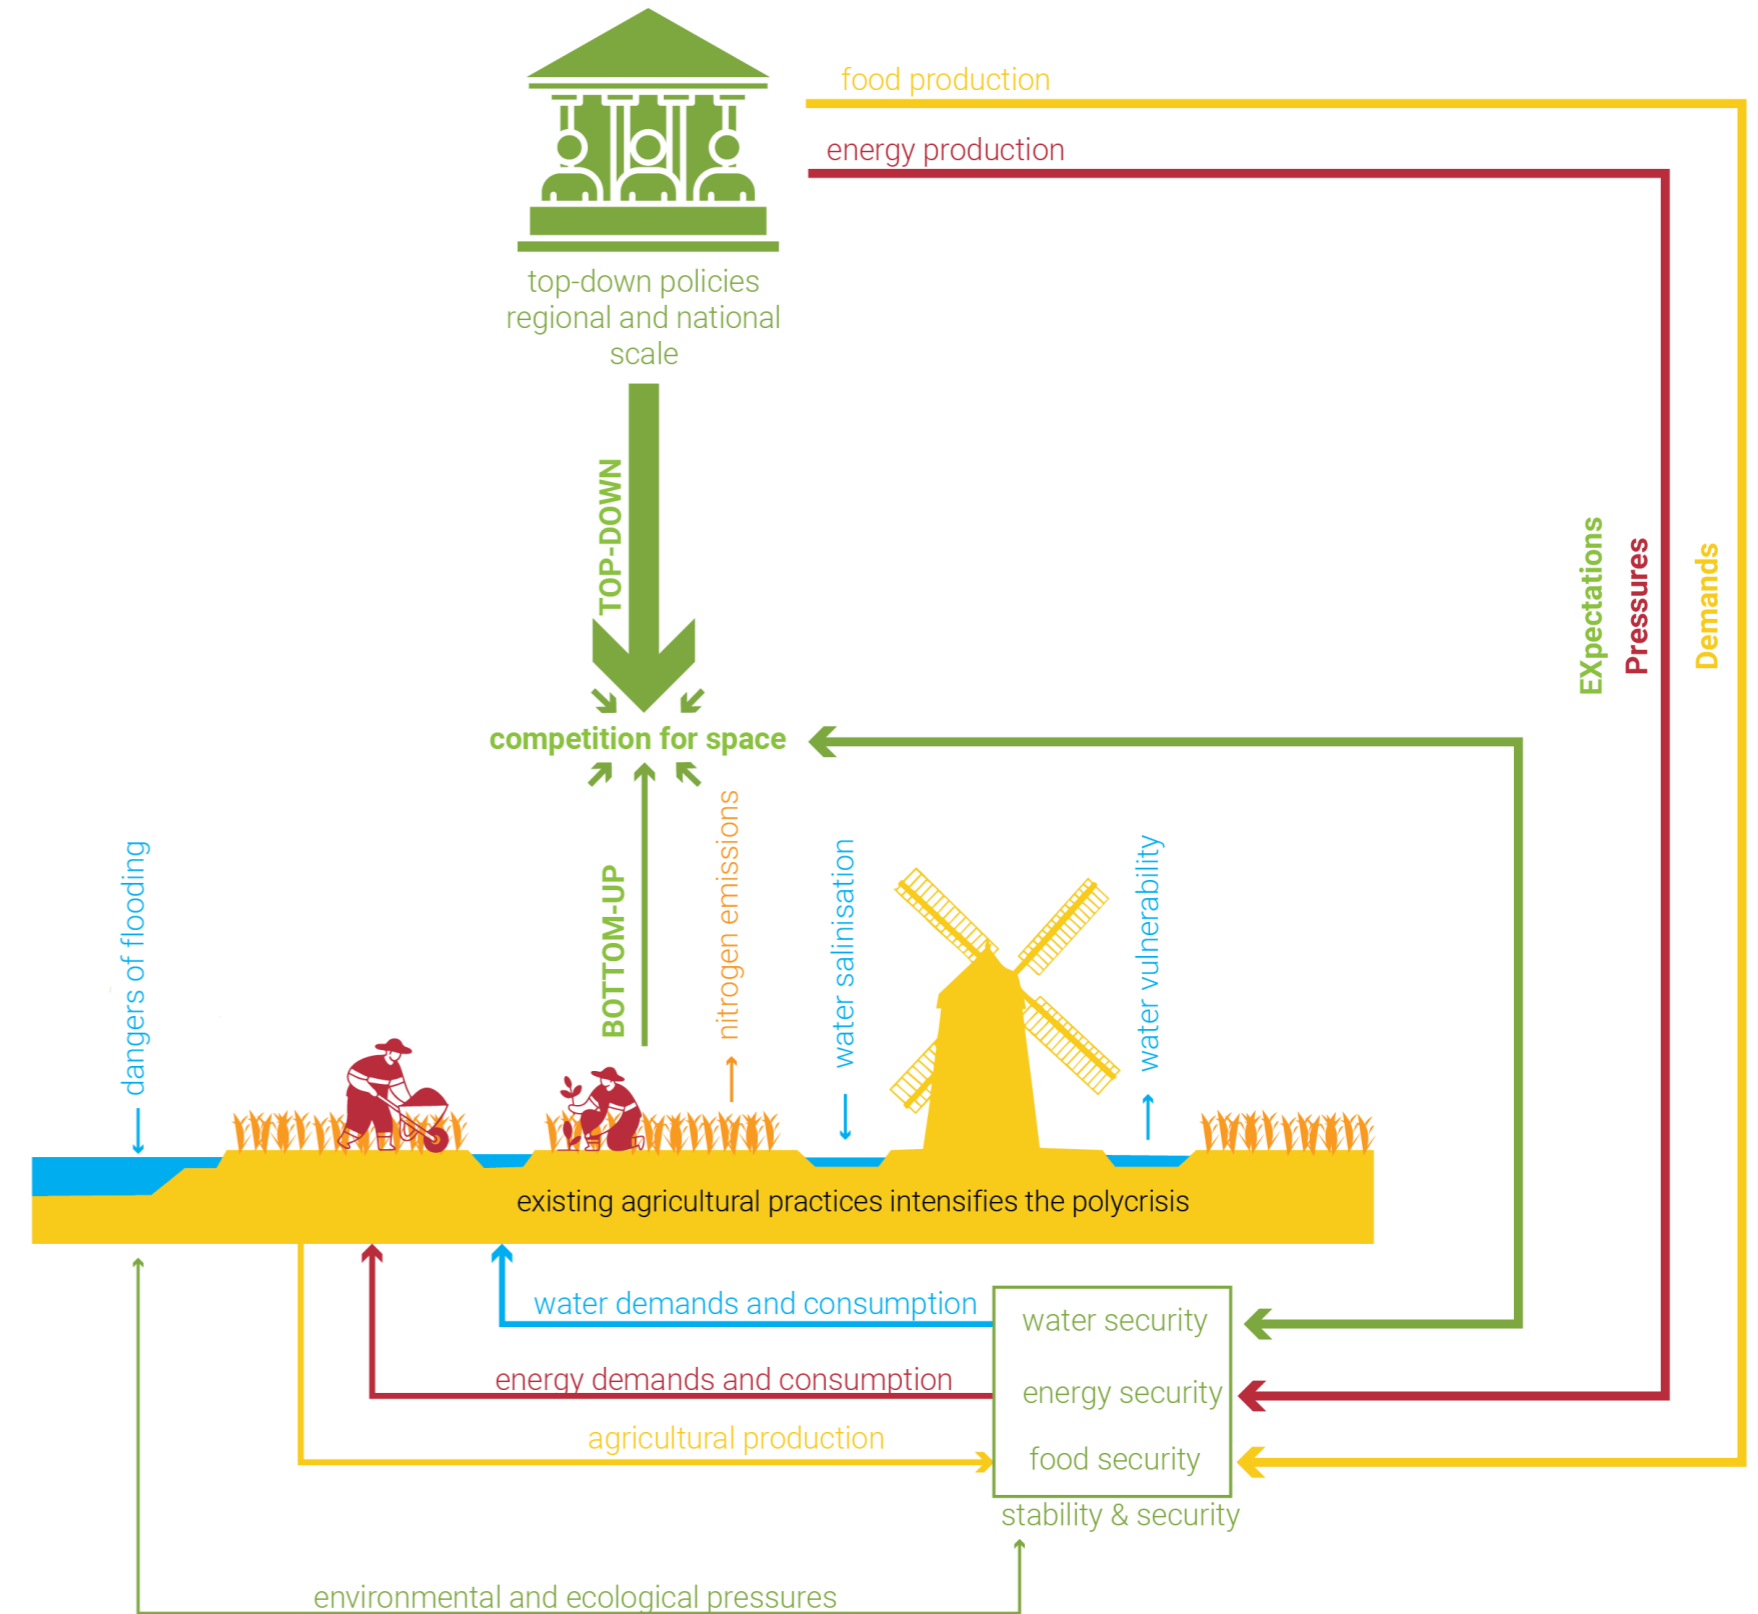 food production
energy production
top-down policies
regional and national
scale
TOP-DOWN
EXpectations
Pressures
Demands
competition for space
BOTTOM-UP
nitrogen emissions
dangers of flooding
water salinisation
water vulnerability
existing agricultural practices intensifies the polycrisis
water demands and consumption
water security
energy demands and consumption
energy security
agricultural production
food security
stability & security
environmental and ecological pressures